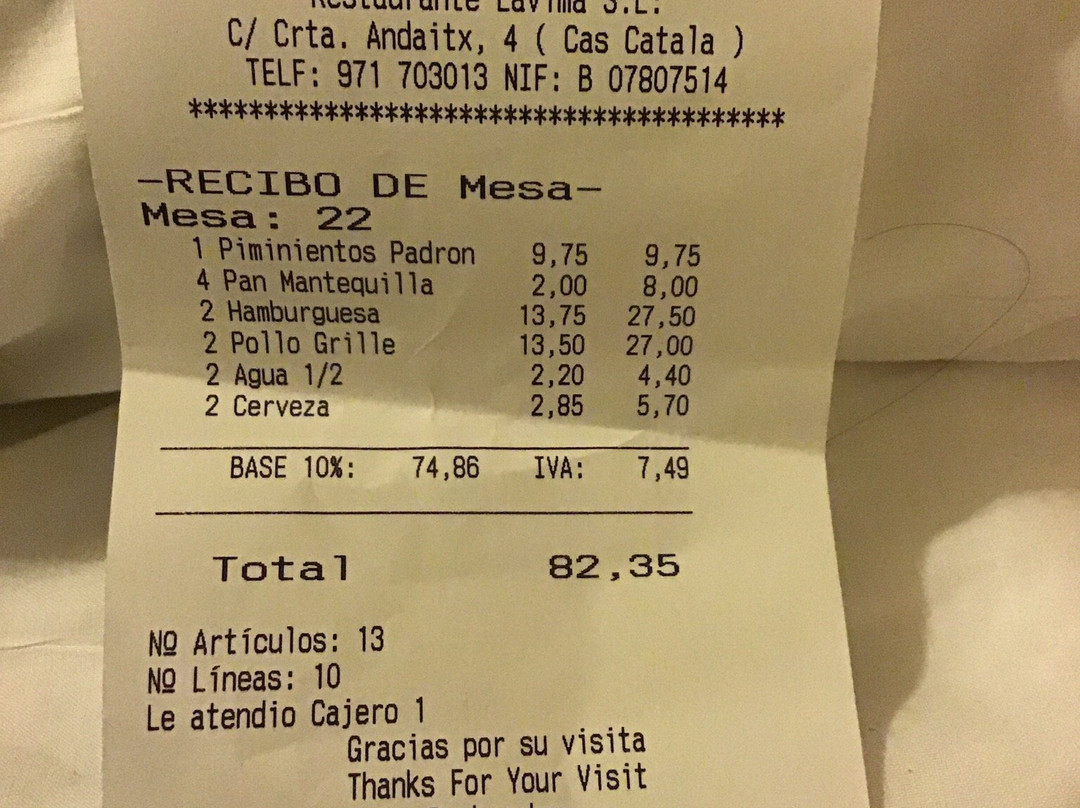 Restaurante Lavima S.L.
C/ Crta. Andaitx, 4 ( Cas Catala )
TELF: 971 703013 NIF: B 07807514
****************************************
—RECIBO DE Mesa—
Mesa: 22
1 Piminientos Padron 9,75 9,75
4 Pan Mantequilla 2,00 8,00
2 Hamburguesa 13,75 27,50
2 Pollo Grille 13,50 27,00
2 Agua 1/2 2,20 4,40
2 Cerveza 2,85 5,70
BASE 10%: 74,86 IVA: 7,49
Total 82,35
Nº Artículos: 13
Nº Líneas: 10
Le atendio Cajero 1
Gracias por su visita
Thanks For Your Visit